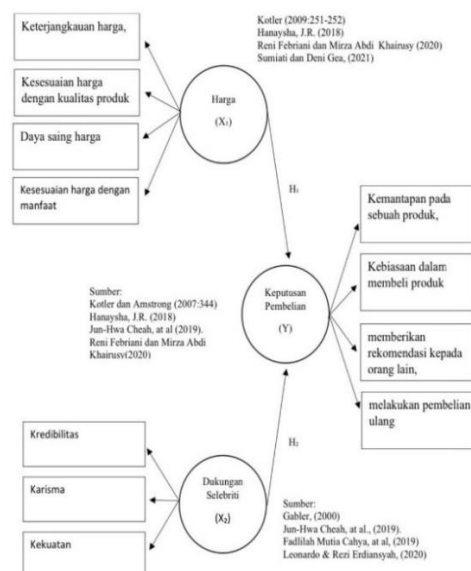 Keterjangkauan harga,
Kesesuaian harga
dengan kualitas produk
Daya saing harga
Kesesuaian harga dengan
manfaat
Harga
(X₁)
Kotler (2009:251-252)
Hanaysha, J.R. (2018)
Reni Febriani dan Mirza Abdi Khairusy (2020)
Sumiati dan Deni Gea, (2021)
H₁
Sumber:
Kotler dan Amstrong (2007:344)
Hanaysha, J.R. (2018)
Jun-Hwa Cheah, at al (2019).
Reni Febriani dan Mirza Abdi
Khairusy(2020)
Keputusan
Pembelian
(Y)
Kemantapan pada
sebuah produk,
Kebiasaan dalam
membeli produk
memberikan
rekomendasi kepada
orang lain,
melakukan pembelian
ulang
H₂
Kredibilitas
Karisma
Kekuatan
Dukungan
Selebriti
(X₂)
Sumber:
Gabler, (2000)
Jun-Hwa Cheah, at al., (2019).
Fadlilah Mutia Cahya, at al, (2019)
Leonardo & Rezi Erdiansyah, (2020)